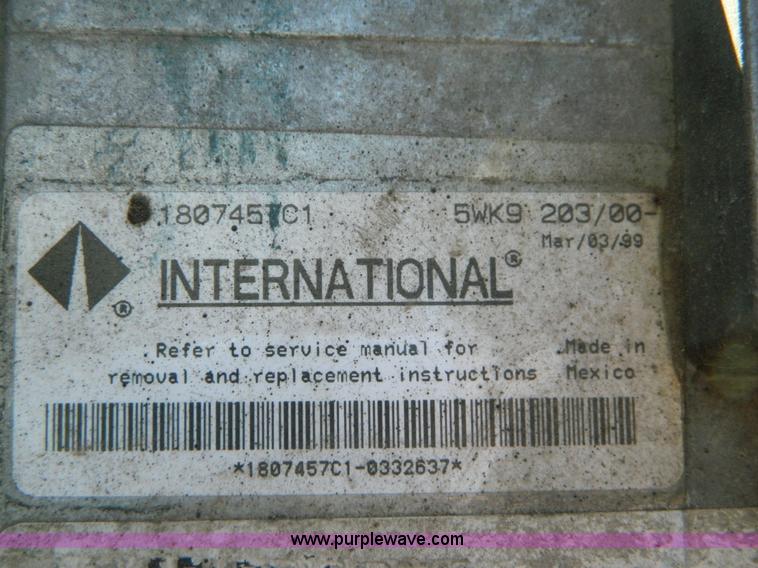 1807457C1 5WK9 203/00-
Mar/03/99
INTERNATIONAL®
®
.Refer to service manual for .Made in
removal and replacement instructions Mexico
*1807457C1-0332637*
www.purplewave.com